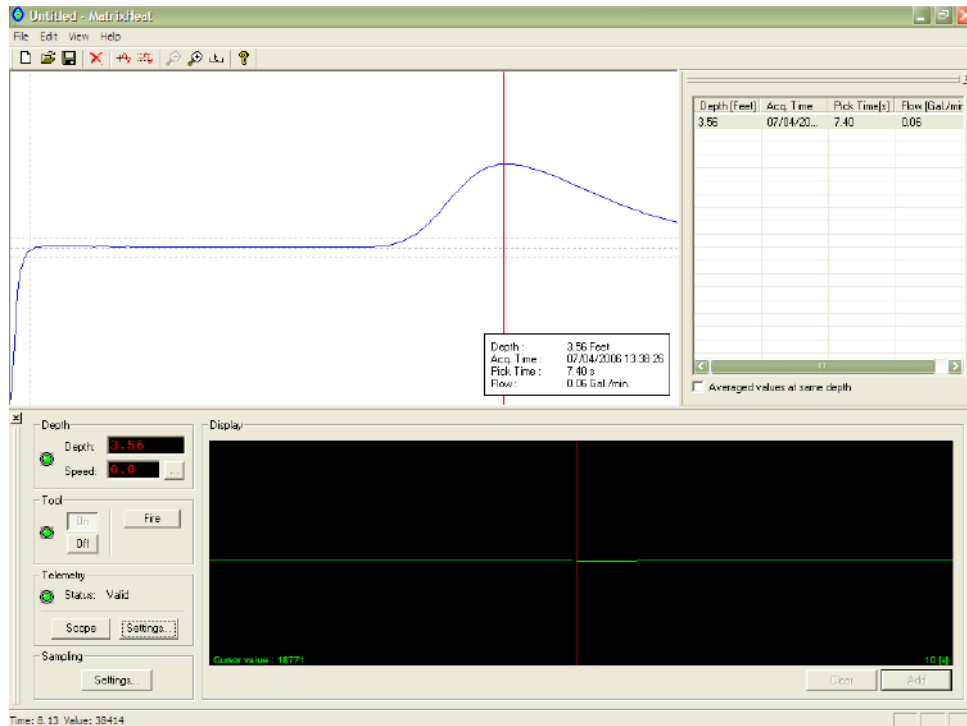 Untitled - MatrixHeat
File Edit View Help
Depth [Feet] Acq. Time Pick Time[s] Flow [Gal./mir
3.56 07/04/20... 7.40 0.06
Depth : 3.56 Feet
Acq. Time : 07/04/2006 13:38:26
Pick Time : 7.40 s
Flow : 0.06 Gal./min.
Averaged values at same depth
Depth
Depth: 3.56
Speed: 0.0 ...
Tool
On Fire
Off
Telemetry
Status: Valid
Scope Settings...
Sampling
Settings...
Display
Cursor value : 18771 10 [s]
Clear Add
Time: 8.13 Value: 38414